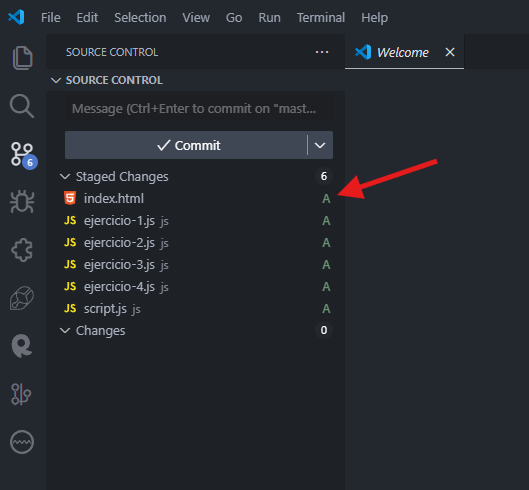 File Edit Selection View Go Run Terminal Help
SOURCE CONTROL ...
Welcome
SOURCE CONTROL
Message (Ctrl+Enter to commit on "mast...
Commit
6
Staged Changes 6
index.html A
JS ejercicio-1.js js A
JS ejercicio-2.js js A
JS ejercicio-3.js js A
JS ejercicio-4.js js A
JS script.js js A
Changes 0